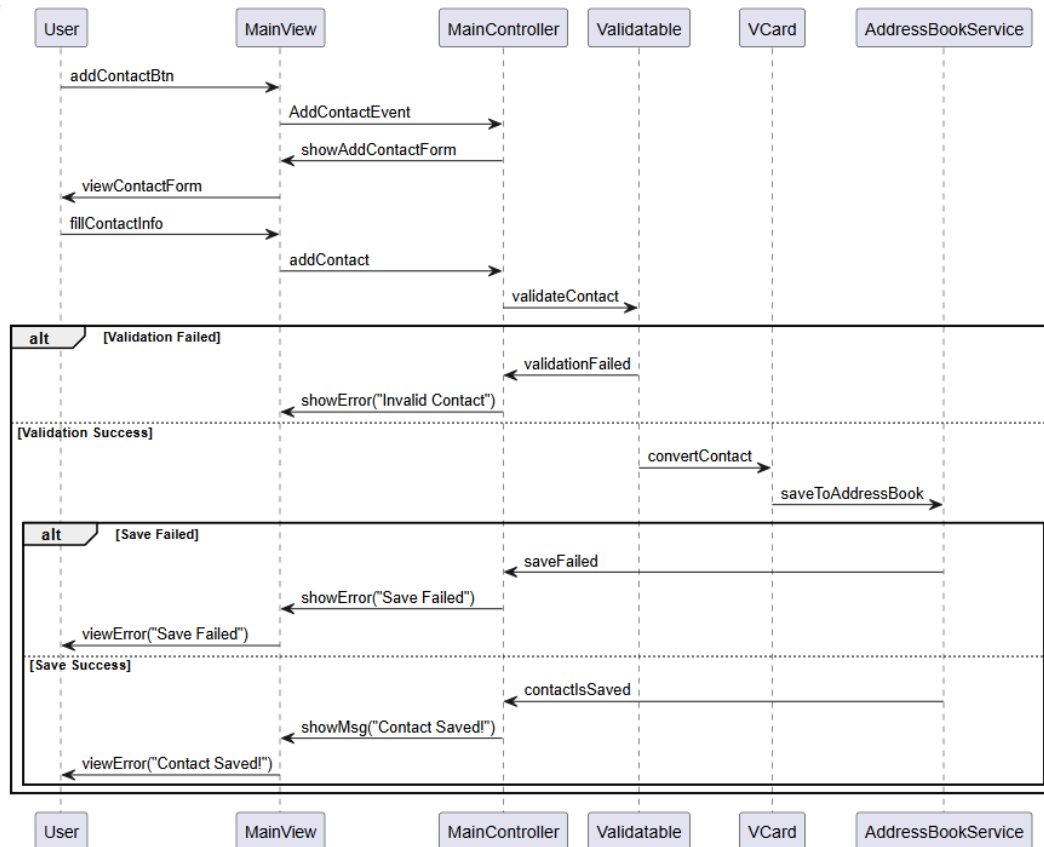 User MainView MainController Validatable VCard AddressBookService
addContactBtn
AddContactEvent
showAddContactForm
viewContactForm
fillContactInfo
addContact
validateContact
alt [Validation Failed]
validationFailed
showError("Invalid Contact")
[Validation Success]
convertContact
saveToAddressBook
alt [Save Failed]
saveFailed
showError("Save Failed")
viewError("Save Failed")
[Save Success]
contactIsSaved
showMsg("Contact Saved!")
viewError("Contact Saved!")
User MainView MainController Validatable VCard AddressBookService